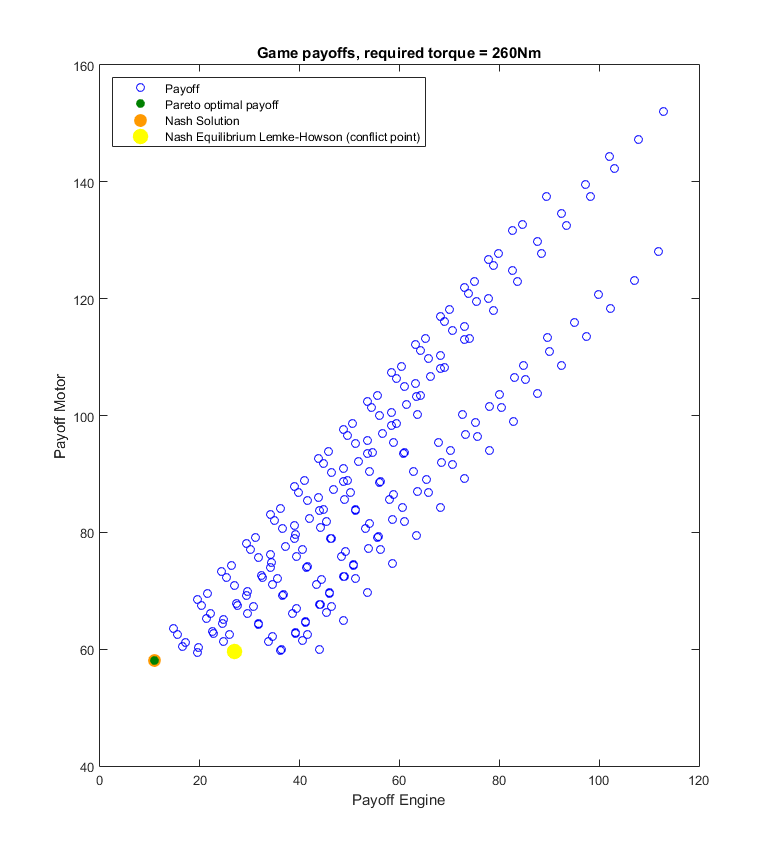 Game payoffs, required torque = 260Nm
160
Payoff
Pareto optimal payoff
Nash Solution
Nash Equilibrium Lemke-Howson (conflict point)
140
120
100
80
60
40
Payoff Motor
0 20 40 60 80 100 120
Payoff Engine